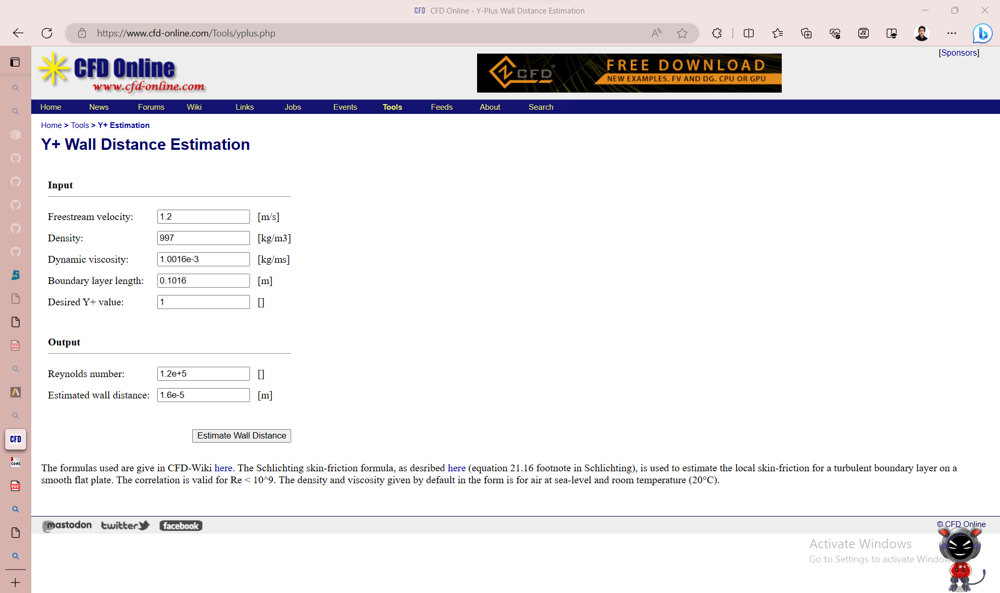 CFD CFD Online - Y-Plus Wall Distance Estimation
https://www.cfd-online.com/Tools/yplus.php
CFD Online
www.cfd-online.com
ZCFD®
FREE DOWNLOAD
NEW EXAMPLES. FV AND DG. CPU OR GPU
[Sponsors]
Home News Forums Wiki Links Jobs Events Tools Feeds About Search
Home > Tools > Y+ Estimation
Y+ Wall Distance Estimation
Input
Freestream velocity: 1.2 [m/s]
Density: 997 [kg/m3]
Dynamic viscosity: 1.0016e-3 [kg/ms]
Boundary layer length: 0.1016 [m]
Desired Y+ value: 1 []
Output
Reynolds number: 1.2e+5 []
Estimated wall distance: 1.6e-5 [m]
Estimate Wall Distance
The formulas used are give in CFD-Wiki here. The Schlichting skin-friction formula, as desribed here (equation 21.16 footnote in Schlichting), is used to estimate the local skin-friction for a turbulent boundary layer on a
smooth flat plate. The correlation is valid for Re < 10^9. The density and viscosity given by default in the form is for air at sea-level and room temperature (20°C).
mastodon twitter facebook
© CFD Online
Activate Windows
Go to Settings to activate Windows
PDF
CFD
CDMS
PDF